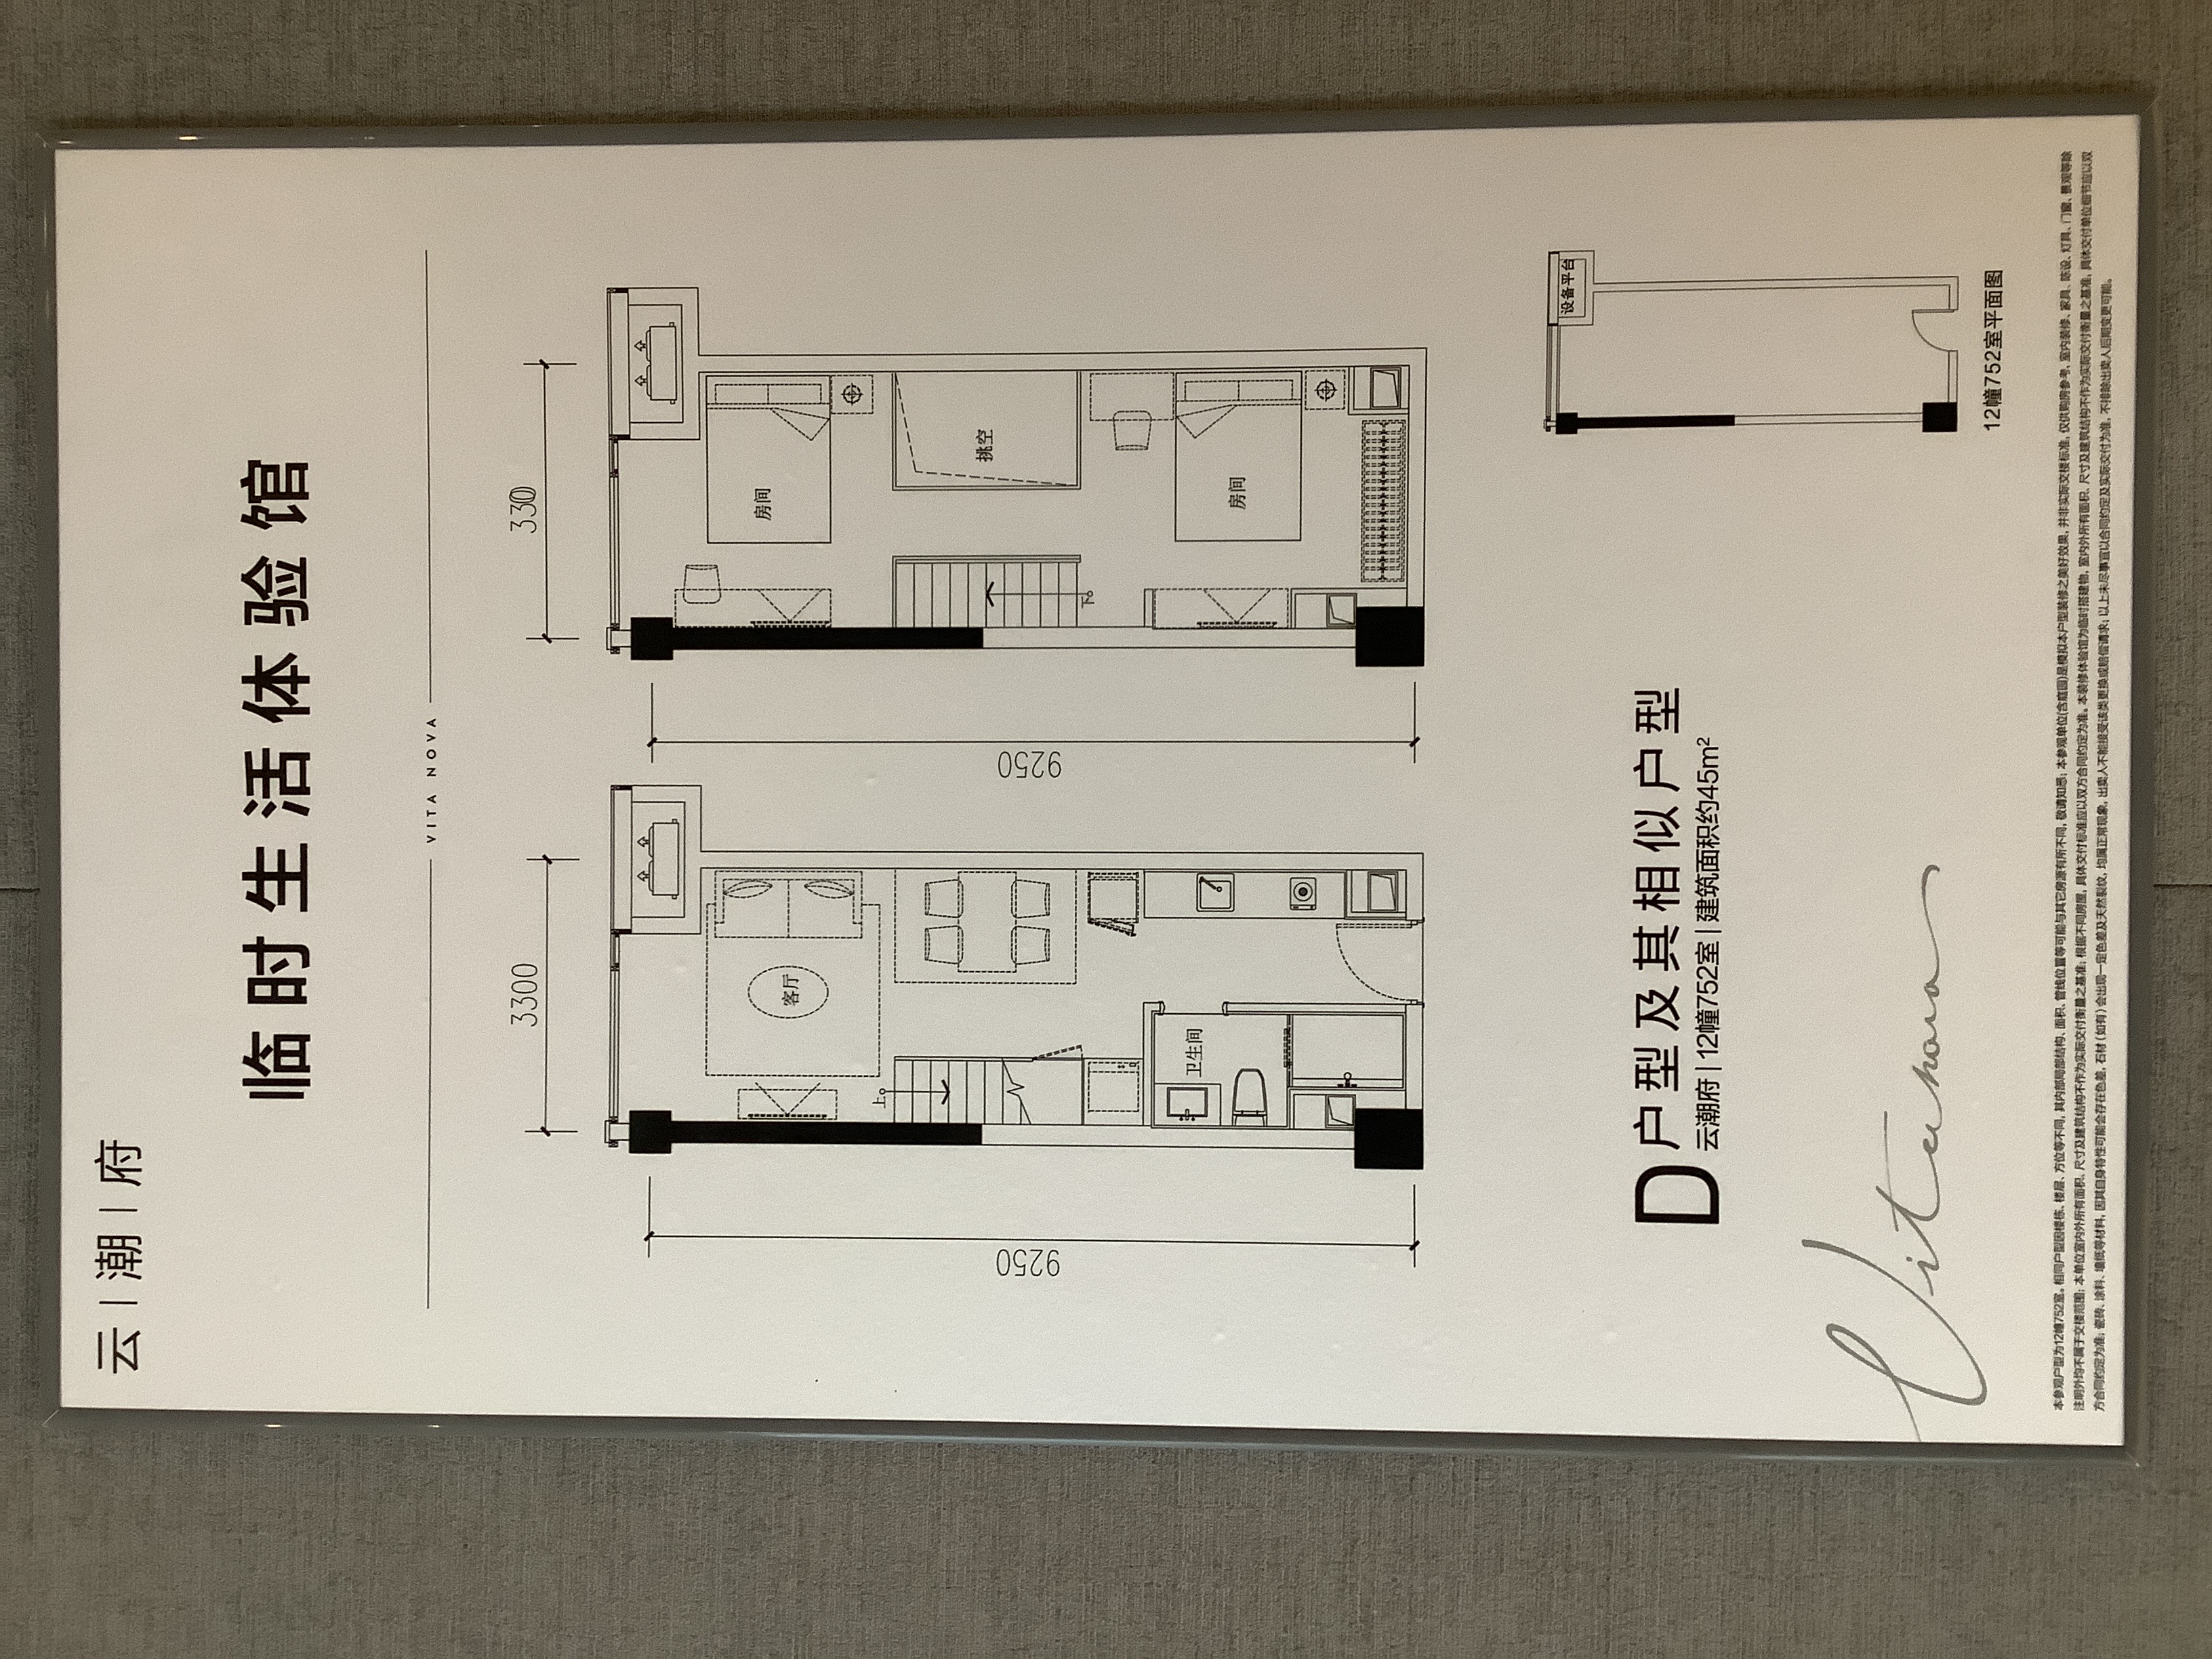 云|潮|府
临时生活体验馆
VITA NOVA
3300
3300
客厅
房间
上
挑空
9250
9250
下
卫生间
房间
设备平台
D户型及其相似户型
云潮府|12幢752室|建筑面积约45m²
Vitanova
12幢752室平面图
本参观户型为12幢752室。相同户型因楼栋、楼层、方位等不同，其内部局部结构、面积、管线位置等可能与其它房源有所不同，敬请知悉；本参观单位(含庭园)是模拟本户型装修之美好效果，并非实际交楼标准，仅供购房参考，室内装修、家具、陈设、灯具、门窗、景观等除
注明外均不属于交楼范围；本单位室内外所有面积、尺寸及建筑结构不作为实际交付衡量之基准；根据不同房屋，具体交付标准应以双方合同约定为准。本装修体验馆为临时搭建物，室内外所有面积、尺寸及建筑结构不作为实际交付衡量之基准，具体交付单位细节应以双
方合同约定为准；瓷砖、涂料、墙纸等材料，因其自身特性可能会存在色差，石材（如有）会出现一定色差及天然裂纹，均属正常现象，出卖人不能接受该类更换或赔偿请求；以上未尽事宜以合同约定及实际交付为准，不排除出卖人后期变更可能。